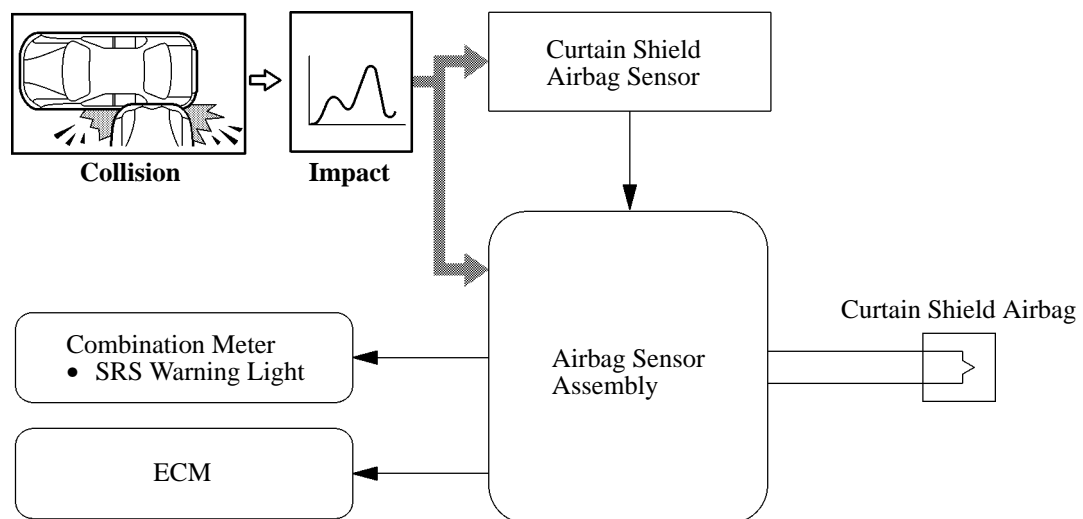 Curtain Shield
Airbag Sensor
Collision
Impact
Curtain Shield Airbag
Combination Meter
• SRS Warning Light
Airbag Sensor
Assembly
ECM